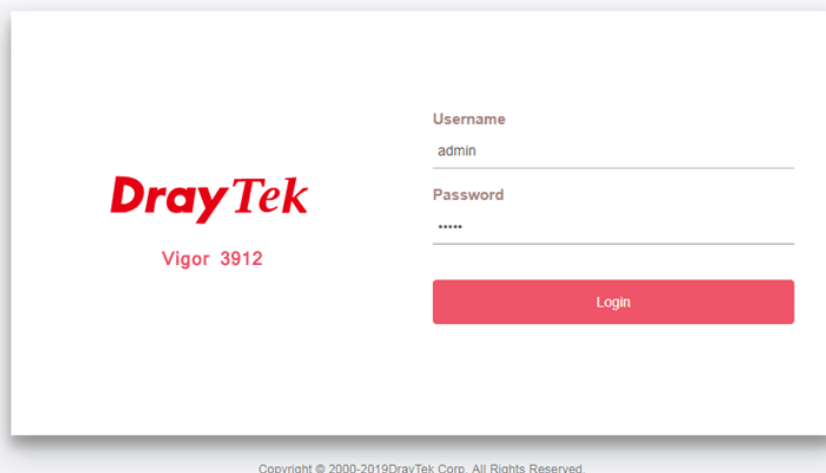 DrayTek
Vigor 3912
Username
admin
Password
•••••
Login
Copyright © 2000-2019DrayTek Corp. All Rights Reserved.